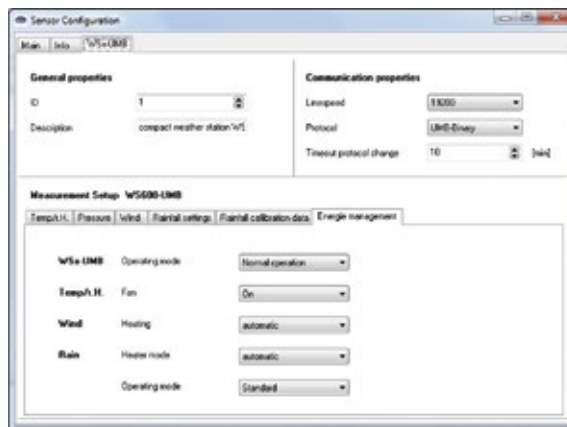 Sensor Configuration
Main Info WSx-UMB
General properties
ID 1
Description compact weather station WS
Communication properties
Linespeed 19200
Protocol UMB-Binary
Timeout protocol change 10 [min]
Measurement Setup WS600-UMB
Temp/r.H. Pressure Wind Rainfall settings Rainfall calibration data Energie management
WSx-UMB Operating mode Normal operation
Temp/r.H. Fan On
Wind Heating automatic
Rain Heater mode automatic
Operating mode Standard